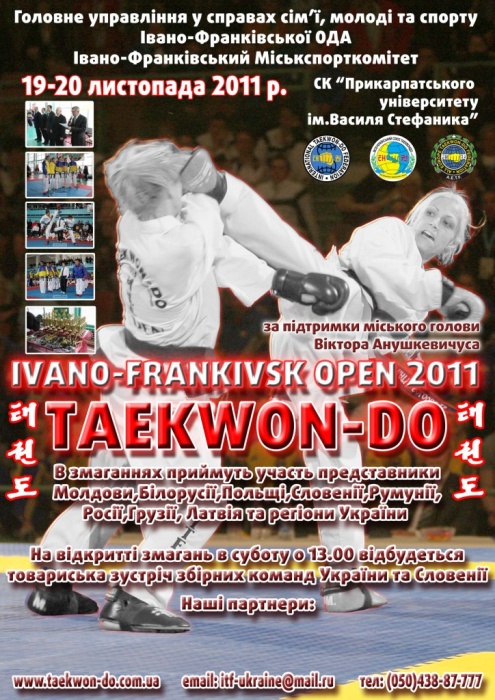 Головне управління у справах сім'ї, молоді та спорту
Івано-Франківської ОДА
Івано-Франківський Міськспорткомітет
19-20 листопада 2011 р.
СК “Прикарпатського
університету
ім.Василя Стефаника”
INTERNATIONAL TAEKWON-DO FEDERATION
за підтримки міського голови
Віктора Анушкевичуса
IVANO-FRANKIVSK OPEN 2011
TAEKWON-DO
태권도
태권도
В змаганнях приймуть участь представники
Молдови,Білорусії,Польщі,Словенії,Румунії,
Росії,Грузії, Латвія та регіони України
На відкритті змагань в суботу о 13.00 відбудеться
товариська зустріч збірних команд України та Словенії
Наші партнери:
www.taekwon-do.com.ua email: itf-ukraine@mail.ru тел: (050)438-87-777